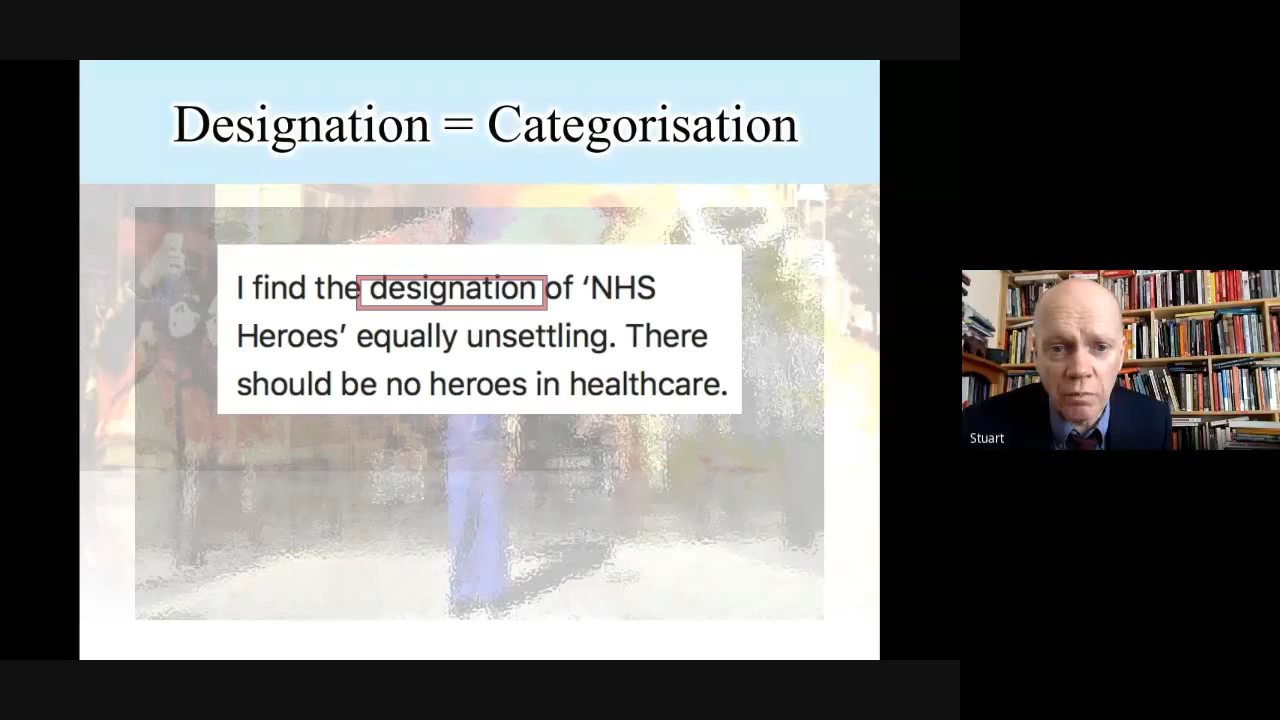 Designation = Categorisation
I find the designation of ‘NHS
Heroes’ equally unsettling. There
should be no heroes in healthcare.
Stuart